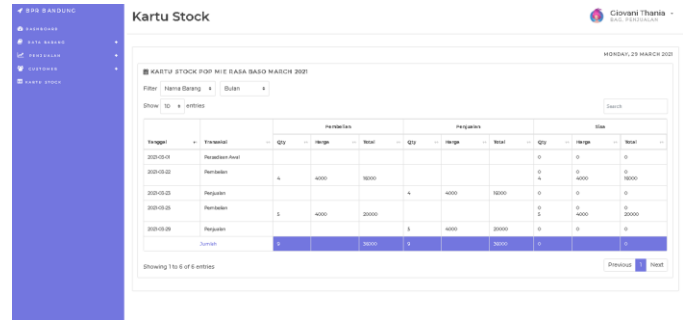 BPR BANDUNG
DASHBOARD
DATA BARANG
PENJUALAN
CUSTOMER
KARTU STOCK
Kartu Stock
Giovani Thania
BAG. PENJUALAN
MONDAY, 29 MARCH 2021
KARTU STOCK POP MIE RASA BASO MARCH 2021
Filter Nama Barang Bulan
Show 10 entries
Search
Pembelian Penjualan Sisa
Tanggal Transaksi Qty Harga Total Qty Harga Total Qty Harga Total
2021-03-01 Persediaan Awal 0 0 0
2021-03-22 Pembelian 0 0 0
4 4000 16000 4 4000 16000
2021-03-23 Penjualan 4 4000 16000 0 0 0
2021-03-25 Pembelian 0 0 0
5 4000 20000 5 4000 20000
2021-03-29 Penjualan 5 4000 20000 0 0 0
Jumlah 9 36000 9 36000 0 0
Showing 1 to 6 of 6 entries
Previous 1 Next